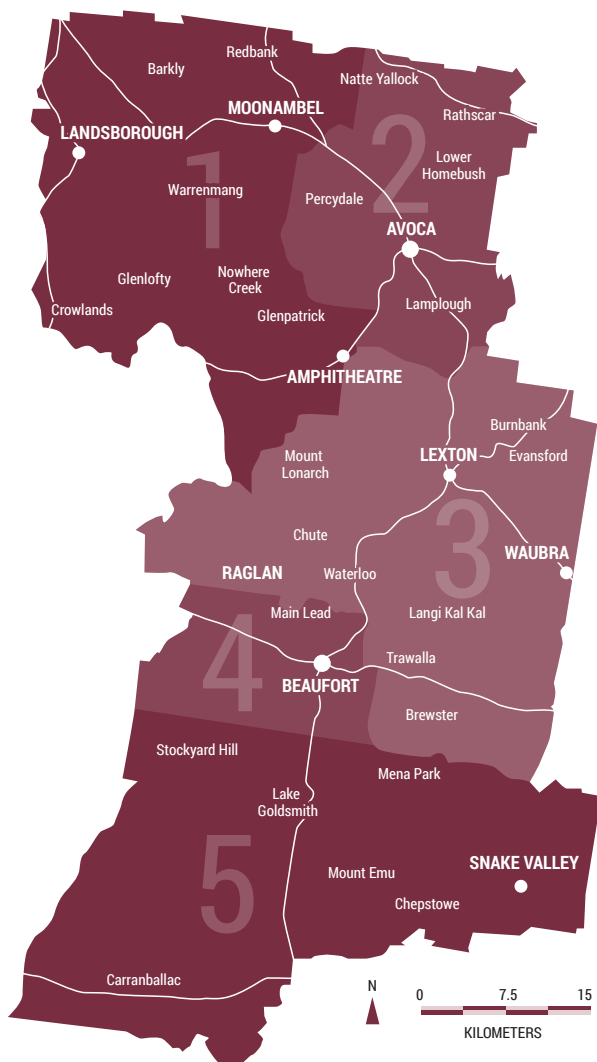 Redbank
Barkly
Natte Yallock
MOONAMBEL
Rathscar
LANDSBOROUGH
2
Lower
Homebush
1
Warrenmang
Percydale
AVOCA
Nowhere
Creek
Glenlofty
Crowlands
Glenpatrick
Lamplough
AMPHITHEATRE
Burnbank
Mount
Lonarch
LEXTON
Evansford
Chute
3
WAUBRA
RAGLAN
Waterloo
Main Lead
Langi Kal Kal
4
Trawalla
BEAUFORT
Brewster
Stockyard Hill
Mena Park
Lake
Goldsmith
5
Mount Emu
SNAKE VALLEY
Chepstowe
Carranballac
N
0 7.5 15
KILOMETERS